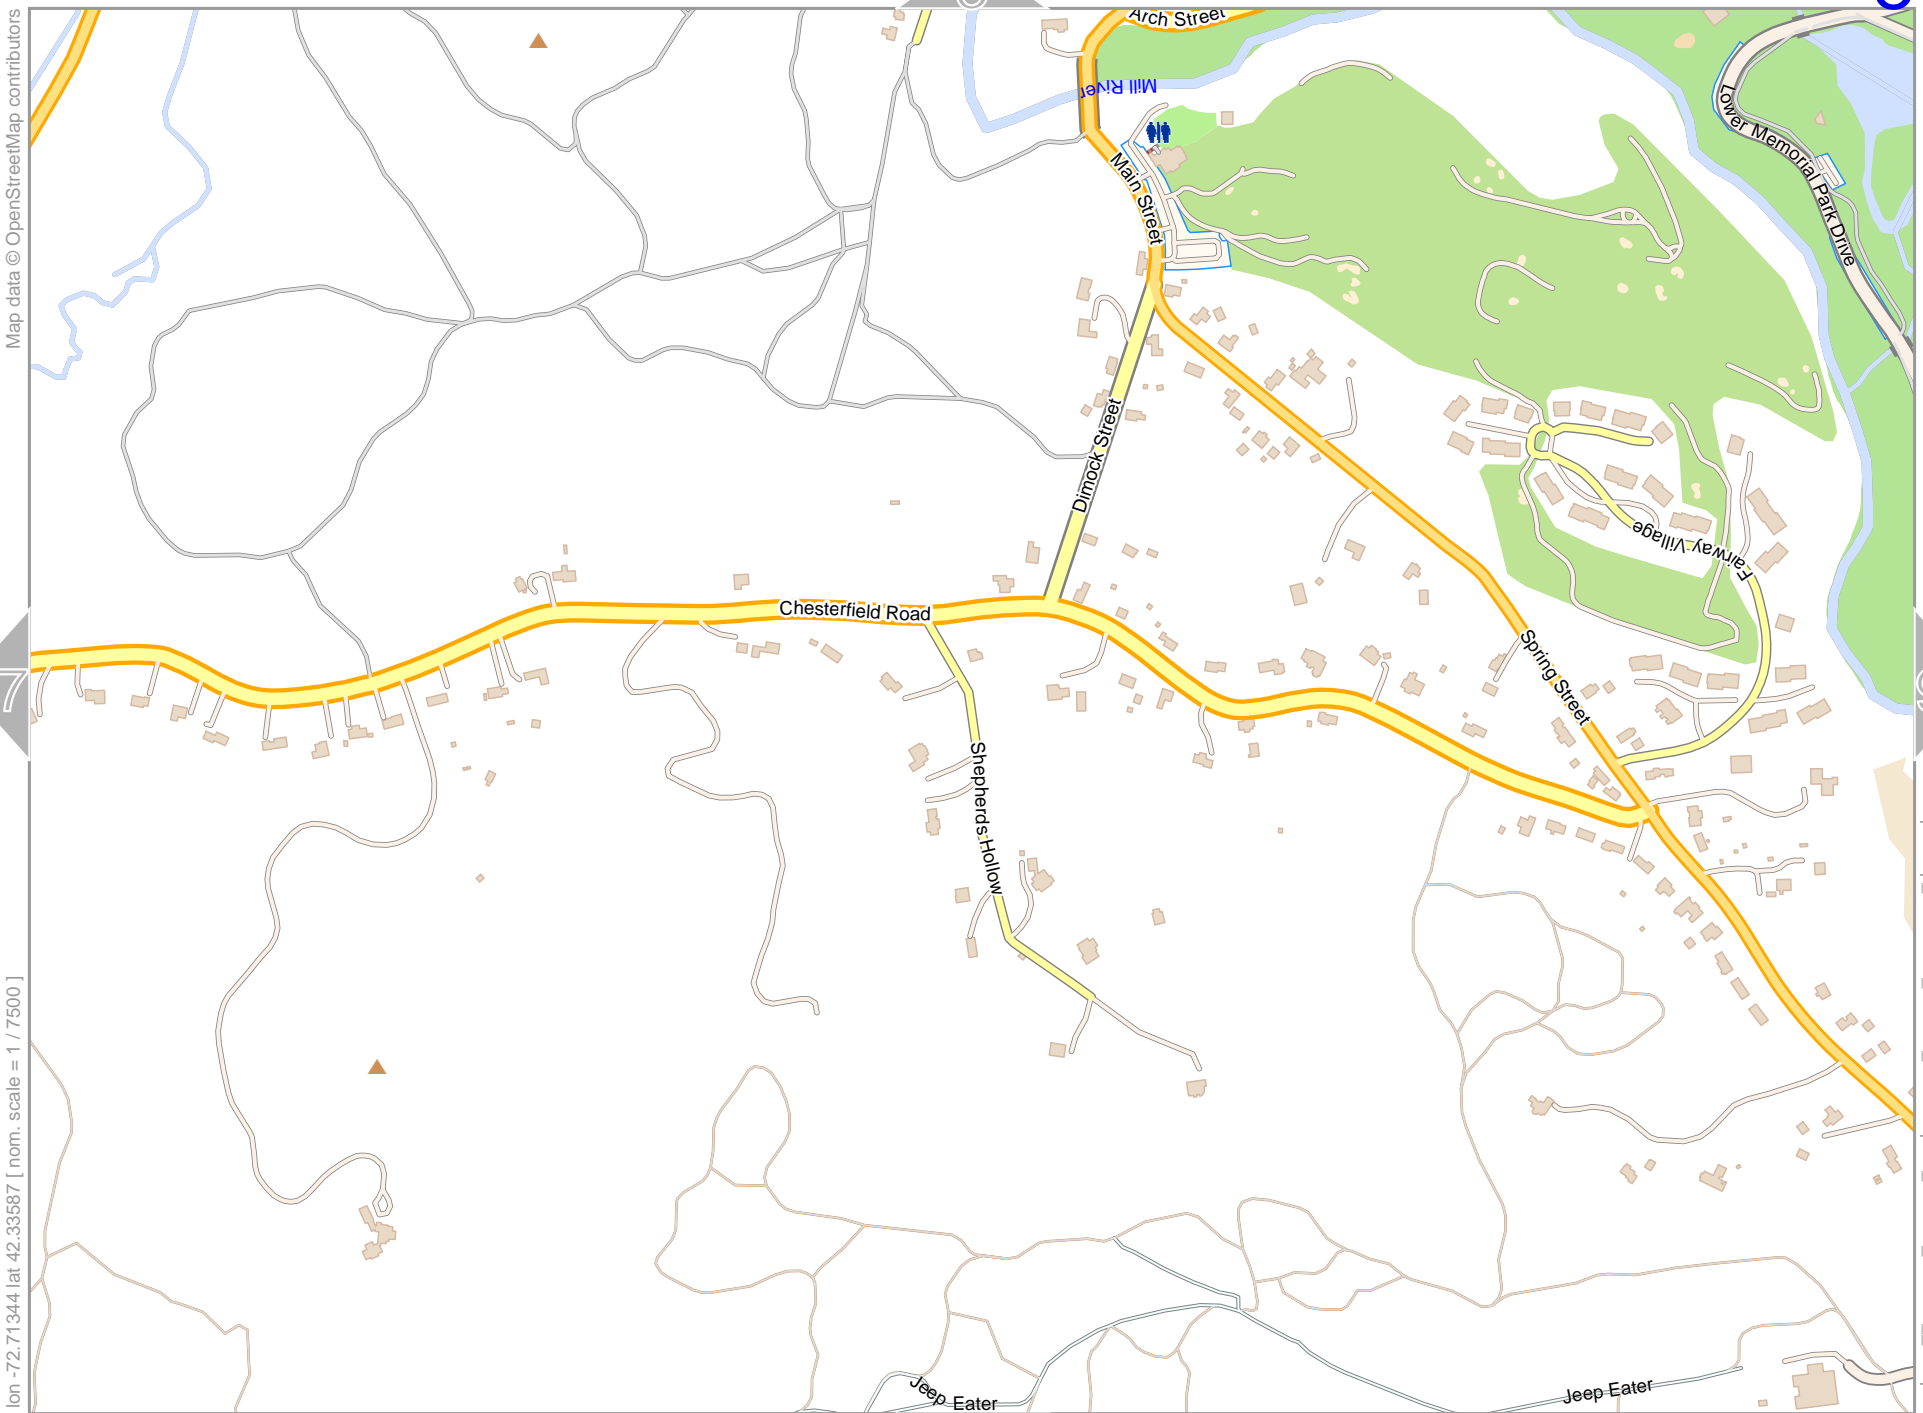 Map data © OpenStreetMap contributors
Arch Street
Mill River
Main Street
Lower Memorial Park Drive
Dimock Street
Fairway Village
Chesterfield Road
Spring Street
7
Shepherds Hollow
lon -72.71344 lat 42.33587 [ nom. scale = 1 / 7500 ]
Jeep Eater
Jeep Eater